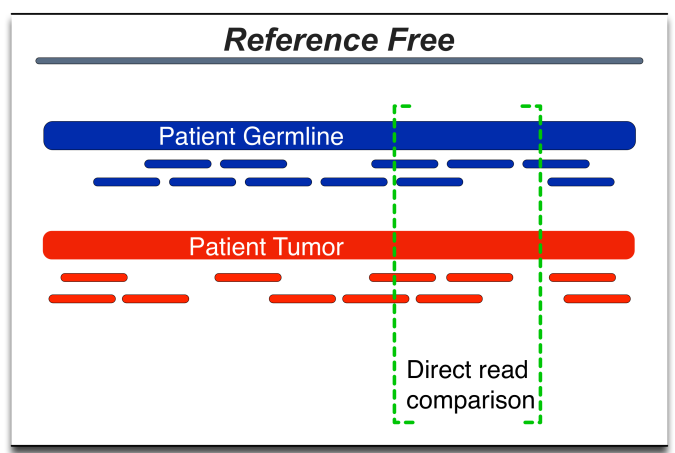 Reference Free
Patient Germline
Patient Tumor
Direct read
comparison